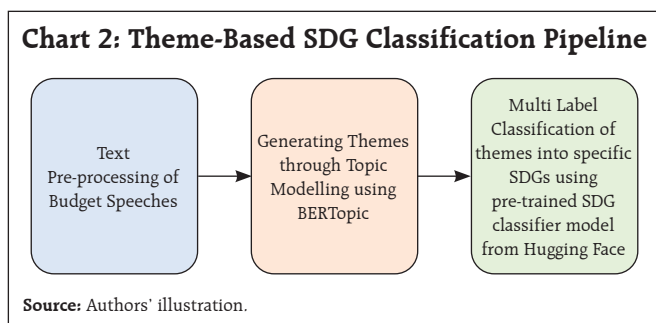 Chart 2: Theme-Based SDG Classification Pipeline
Text
Pre-processing of
Budget Speeches
Generating Themes
through Topic
Modelling using
BERTopic
Multi Label
Classification of
themes into specific
SDGs using
pre-trained SDG
classifier model
from Hugging Face
Source: Authors' illustration.